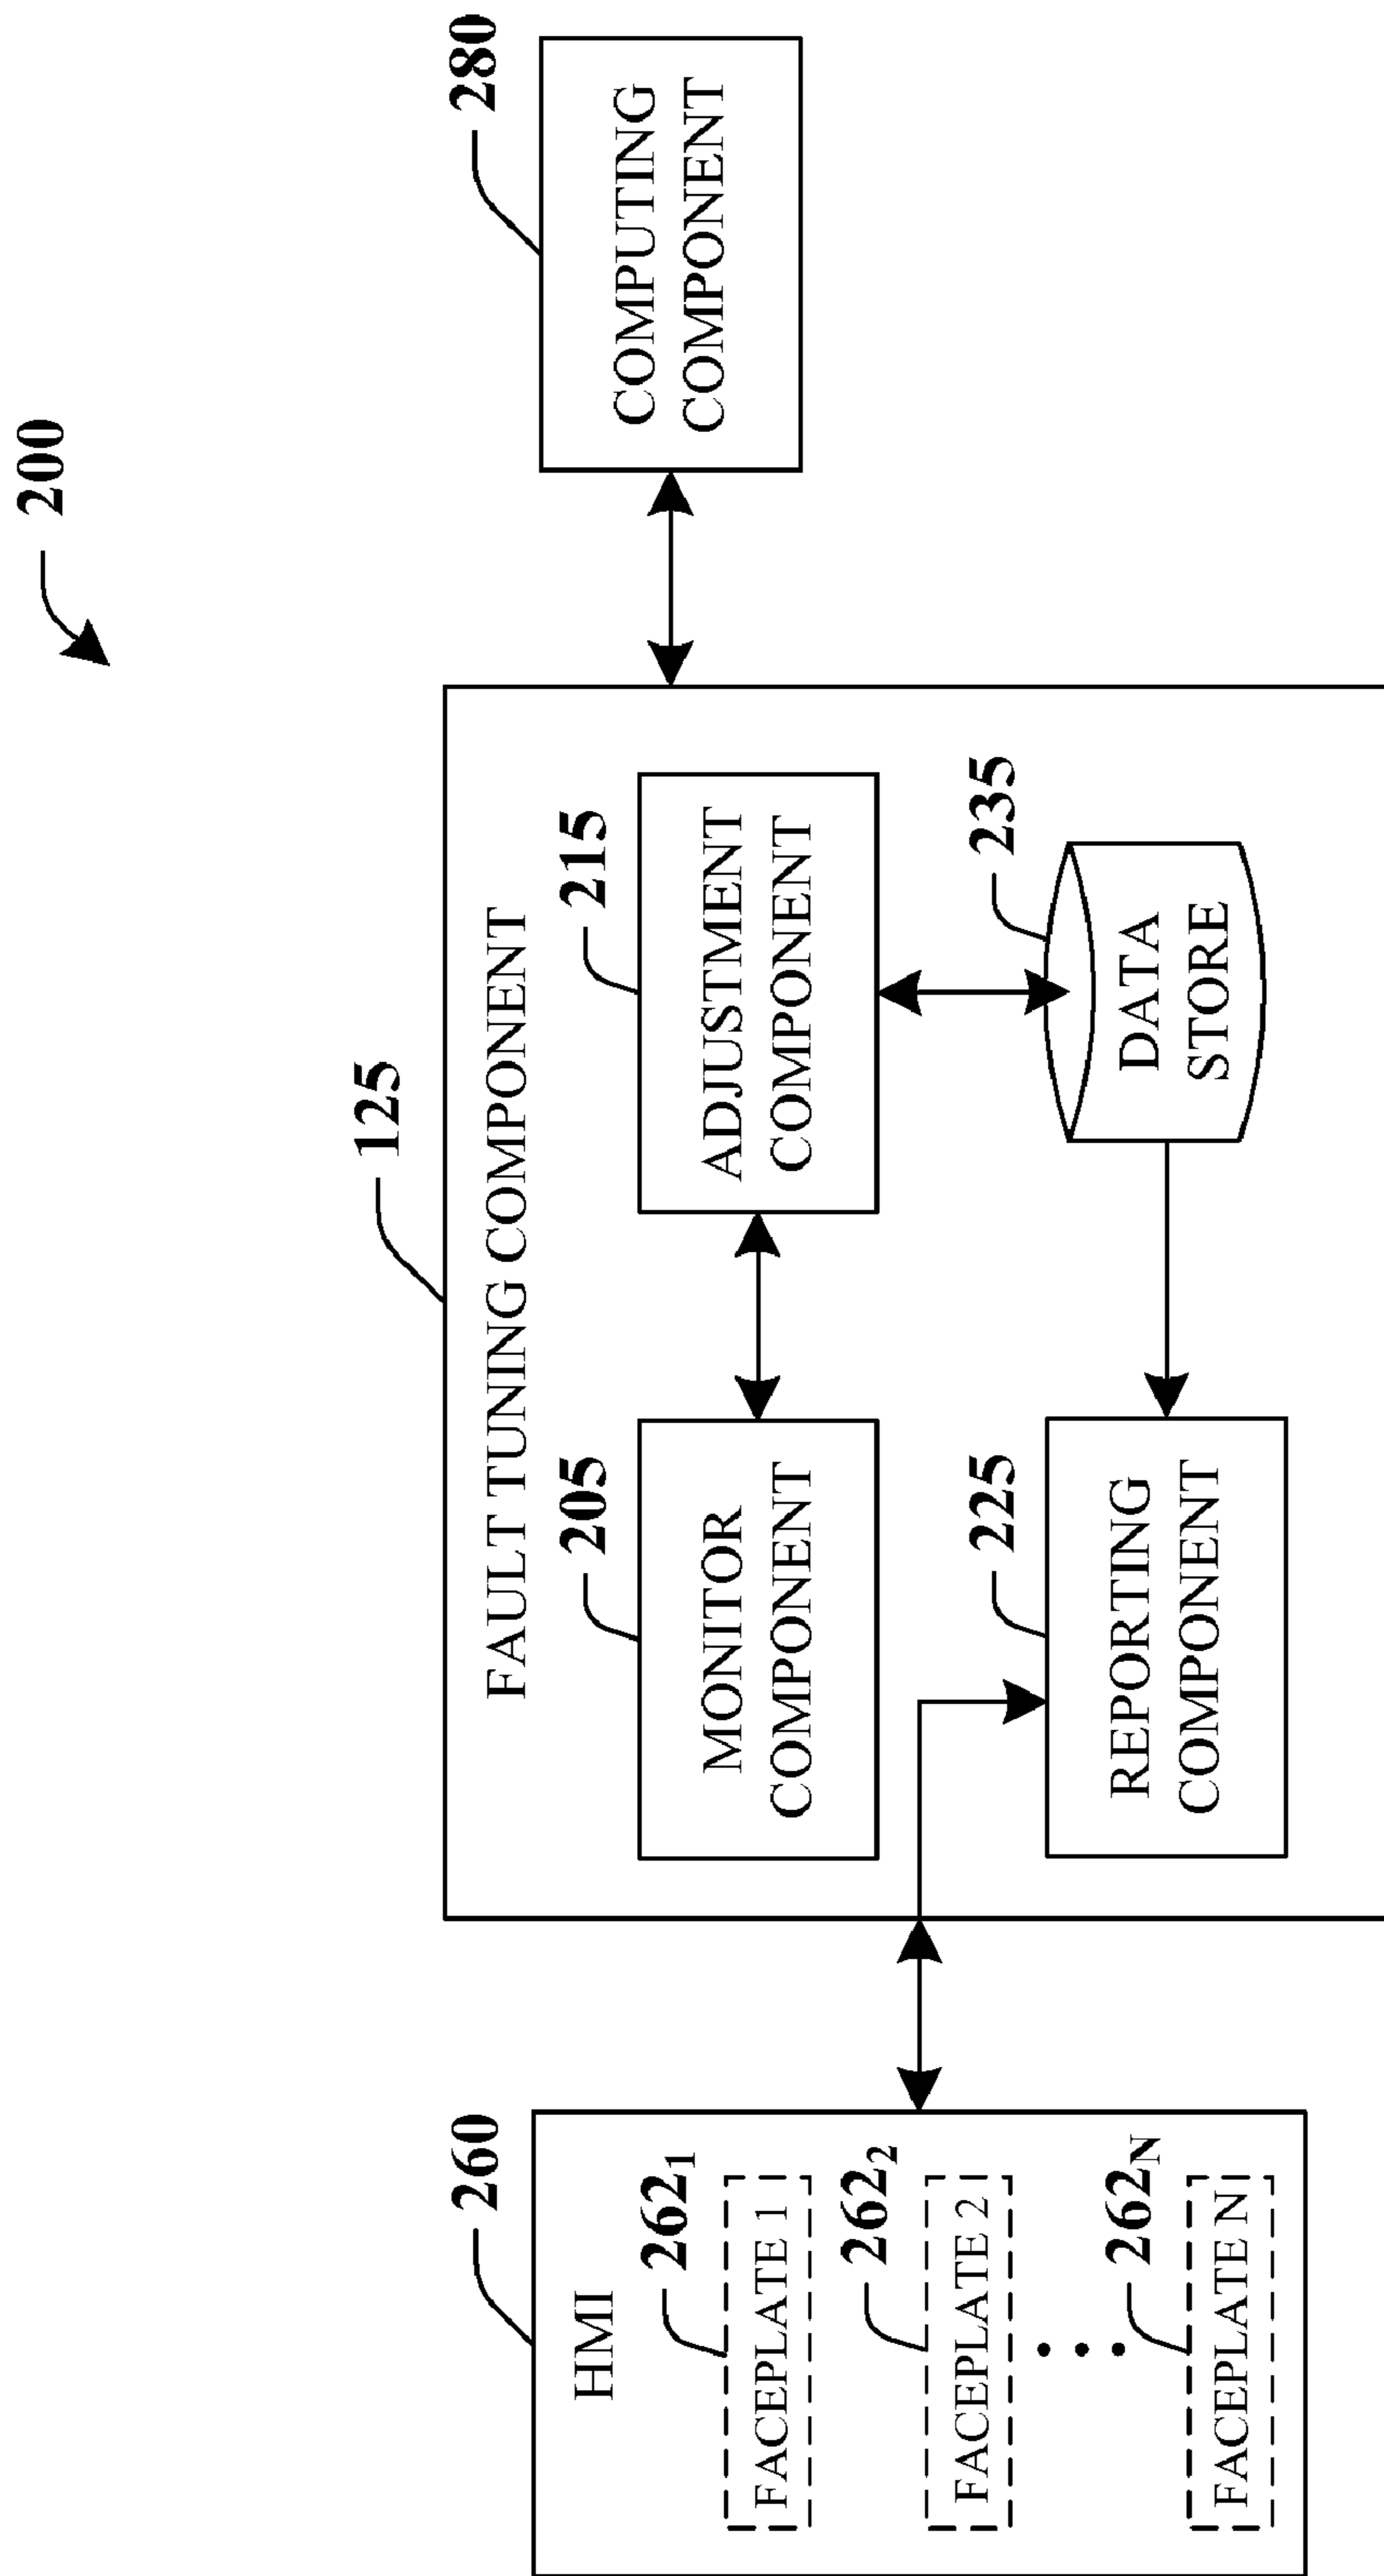 200
260
HMI
262₁
FACEPLATE 1
262₂
FACEPLATE 2
262N
FACEPLATE N
125
FAULT TUNING COMPONENT
205
MONITOR
COMPONENT
215
ADJUSTMENT
COMPONENT
225
REPORTING
COMPONENT
235
DATA
STORE
280
COMPUTING
COMPONENT